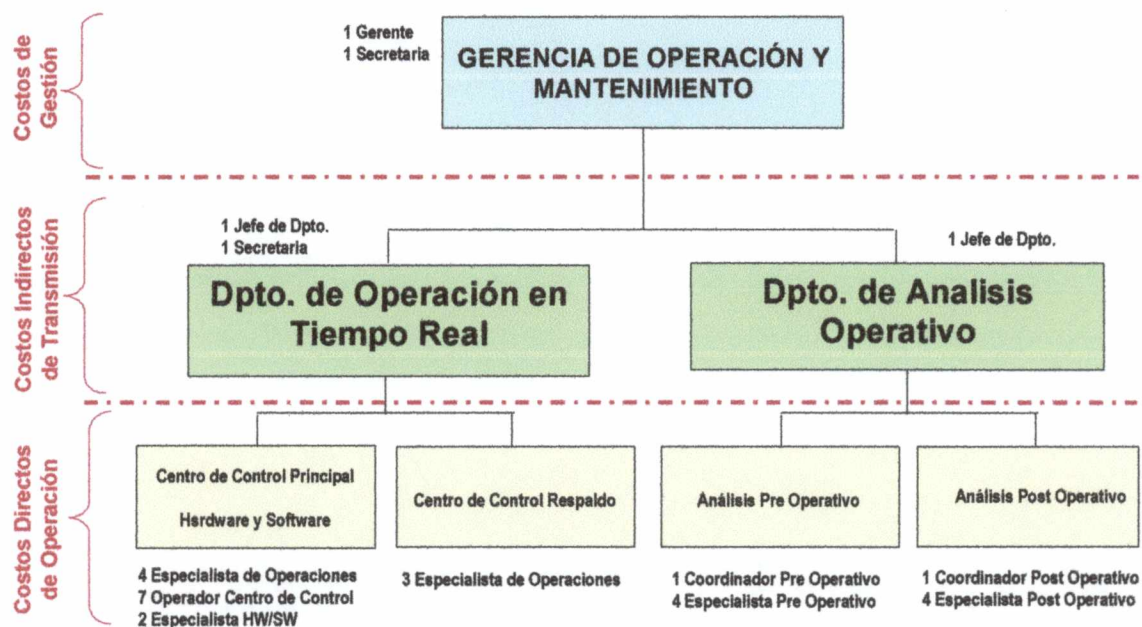 Costos de
Gestión
1 Gerente
1 Secretaria
GERENCIA DE OPERACIÓN Y
MANTENIMIENTO
Costos Indirectos
de Transmisión
1 Jefe de Dpto.
1 Secretaria
Dpto. de Operación en
Tiempo Real
1 Jefe de Dpto.
Dpto. de Analisis
Operativo
Costos Directos
de Operación
Centro de Control Principal
Hsrdware y Software
4 Especialista de Operaciones
7 Operador Centro de Control
2 Especialista HW/SW
Centro de Control Respaldo
3 Especialista de Operaciones
Análisis Pre Operativo
1 Coordinador Pre Operativo
4 Especialista Pre Operativo
Análisis Post Operativo
1 Coordinador Post Operativo
4 Especialista Post Operativo